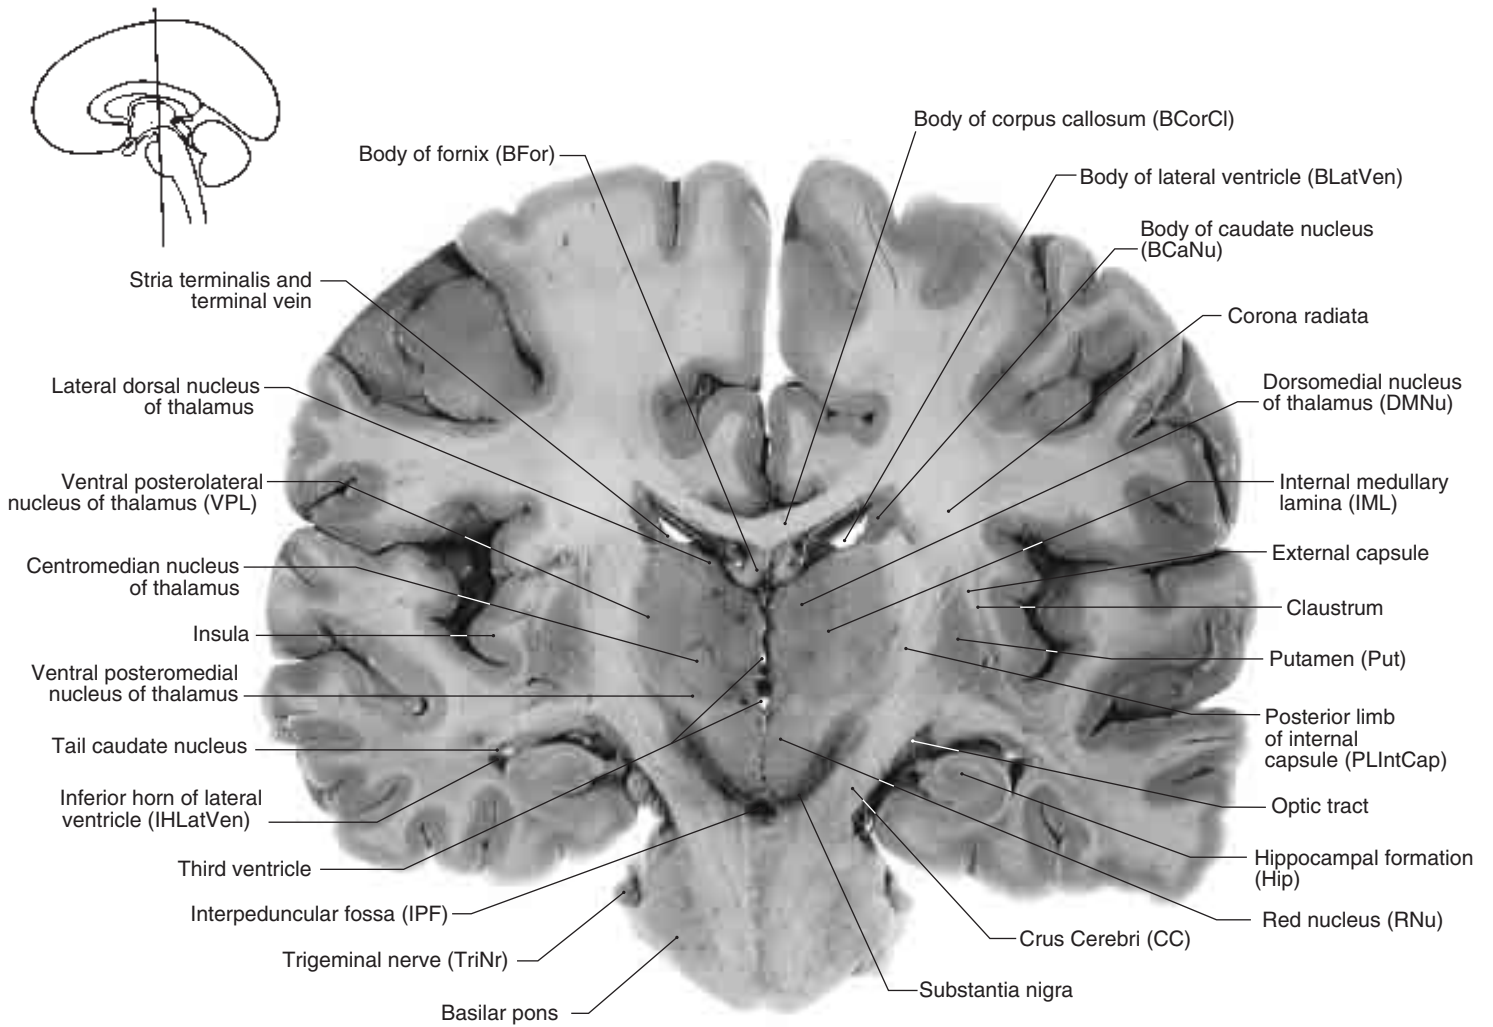 Body of fornix (BFor)
Stria terminalis and
terminal vein
Lateral dorsal nucleus
of thalamus
Ventral posterolateral
nucleus of thalamus (VPL)
Centromedian nucleus
of thalamus
Insula
Ventral posteromedial
nucleus of thalamus
Tail caudate nucleus
Inferior horn of lateral
ventricle (IHLatVen)
Third ventricle
Interpeduncular fossa (IPF)
Trigeminal nerve (TriNr)
Basilar pons
Body of corpus callosum (BCorCl)
Body of lateral ventricle (BLatVen)
Body of caudate nucleus
(BCaNu)
Corona radiata
Dorsomedial nucleus
of thalamus (DMNu)
Internal medullary
lamina (IML)
External capsule
Claustrum
Putamen (Put)
Posterior limb
of internal
capsule (PLIntCap)
Optic tract
Hippocampal formation
(Hip)
Red nucleus (RNu)
Crus Cerebri (CC)
Substantia nigra